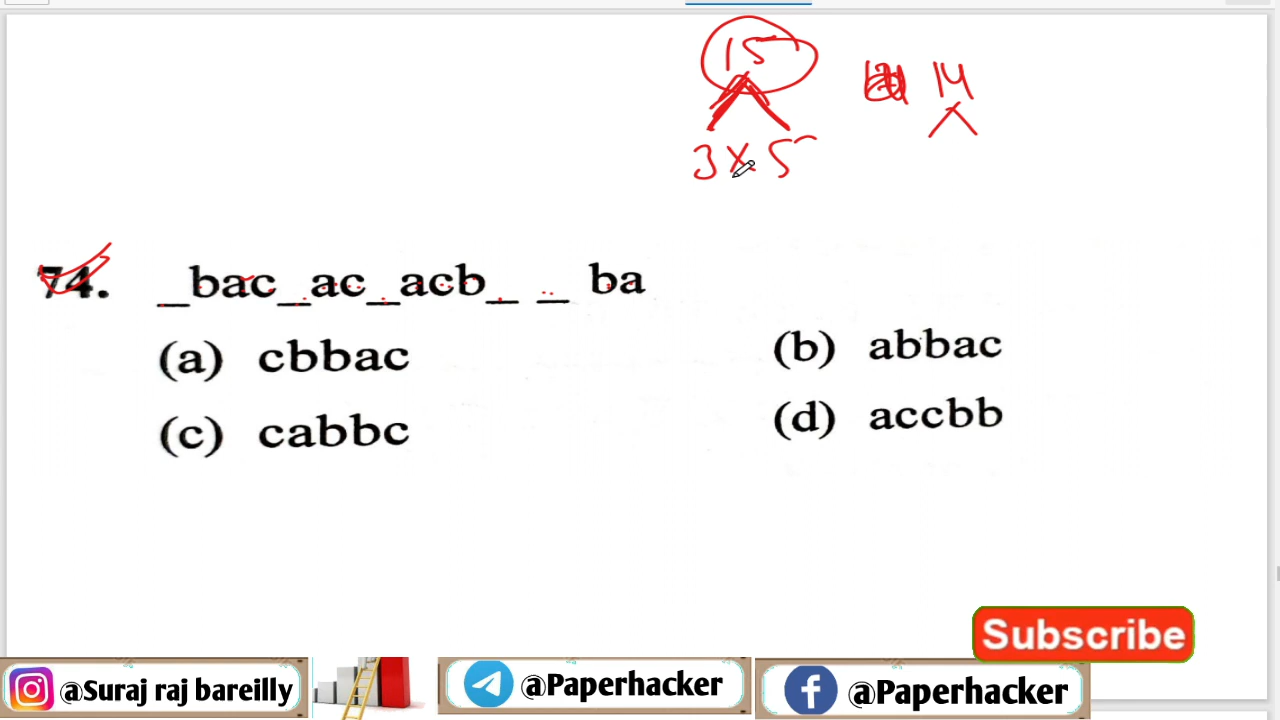 15 14
3 x 5
74. _bac_ac_acb_ _ ba
(a) cbbac (b) abbac
(c) cabbc (d) accbb
Subscribe
@Suraj raj bareilly @Paperhacker @Paperhacker